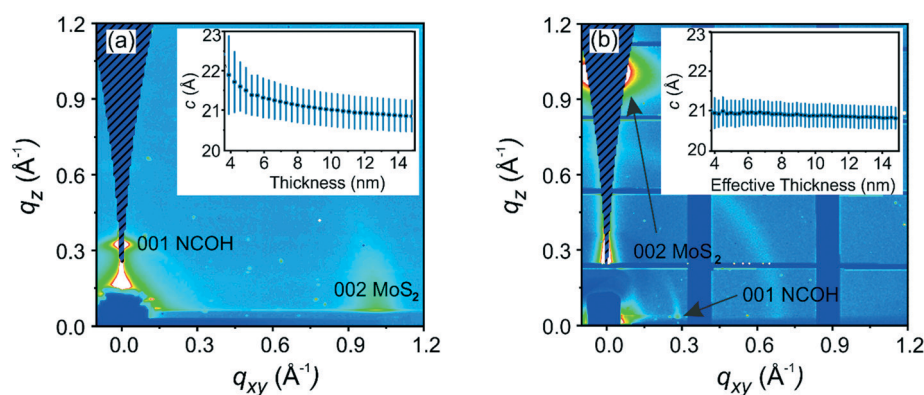 (a)
1.2
0.9
0.6
0.3
0.0
q_z (Å⁻¹)
23
22
21
20
c (Å)
4 6 8 10 12 14
Thickness (nm)
001 NCOH
002 MoS₂
0.0 0.3 0.6 0.9 1.2
q_xy (Å⁻¹)
(b)
1.2
0.9
0.6
0.3
0.0
q_z (Å⁻¹)
23
22
21
20
c (Å)
4 6 8 10 12 14
Effective Thickness (nm)
002 MoS₂
001 NCOH
0.0 0.3 0.6 0.9 1.2
q_xy (Å⁻¹)